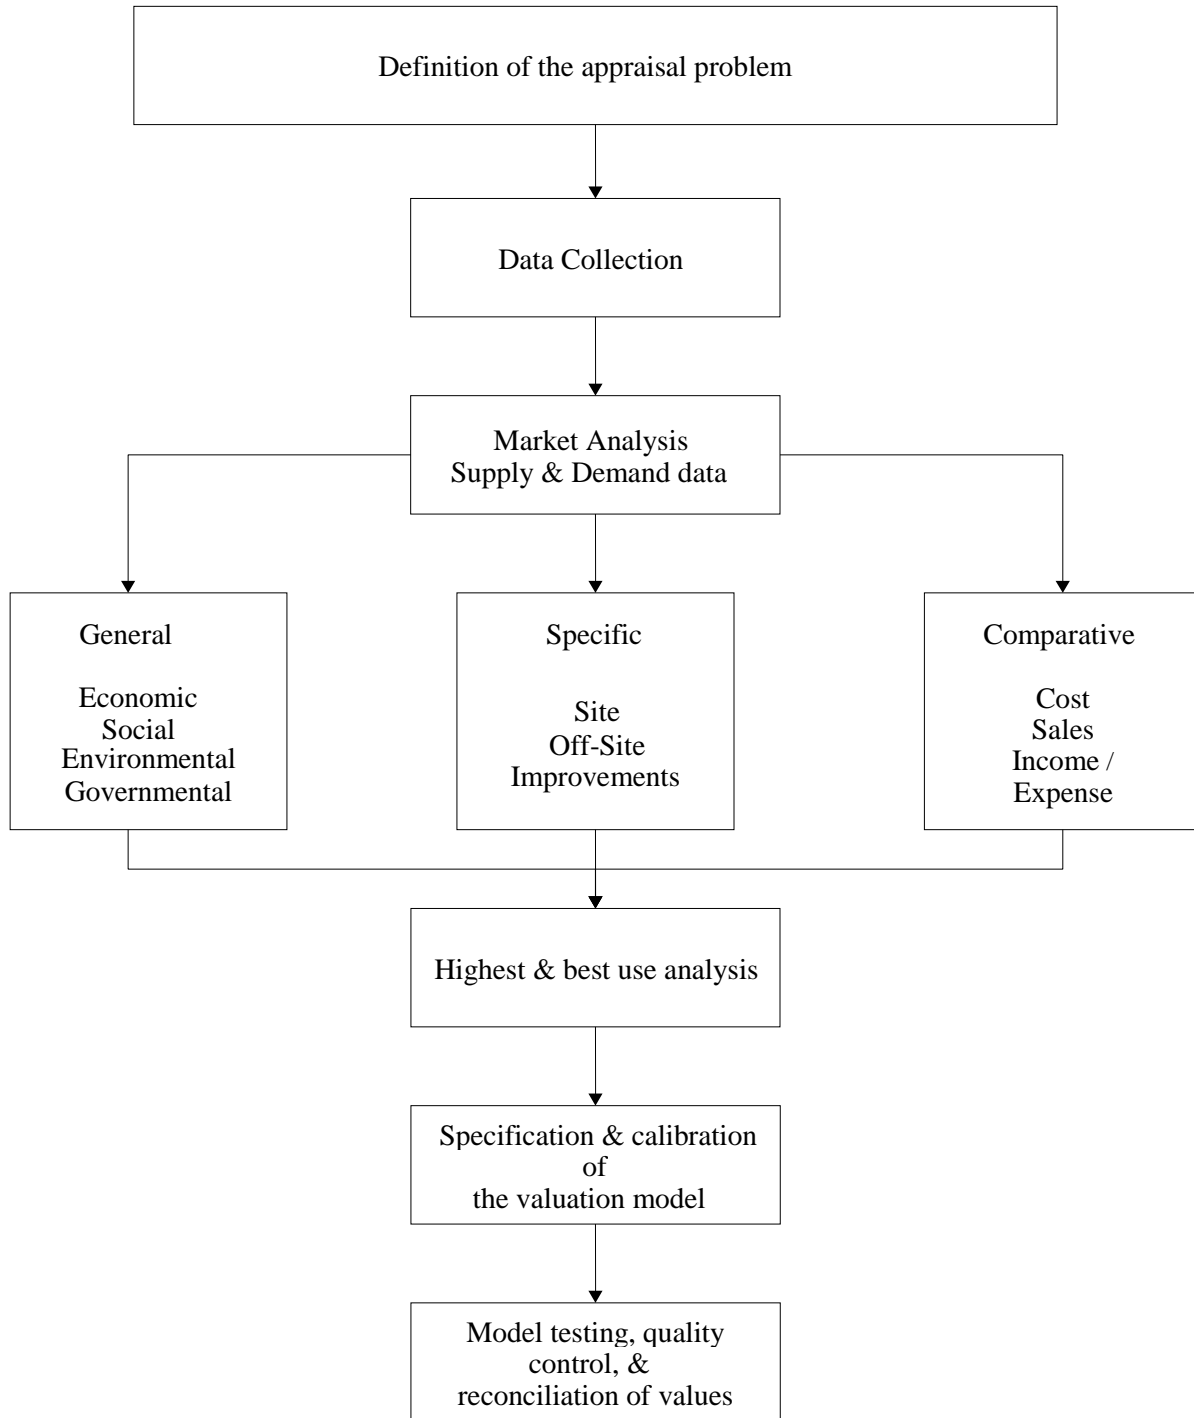 Definition of the appraisal problem
Data Collection
Market Analysis
Supply & Demand data
General
Economic
Social
Environmental
Governmental
Specific
Site
Off-Site
Improvements
Comparative
Cost
Sales
Income /
Expense
Highest & best use analysis
Specification & calibration
of
the valuation model
Model testing, quality
control, &
reconciliation of values